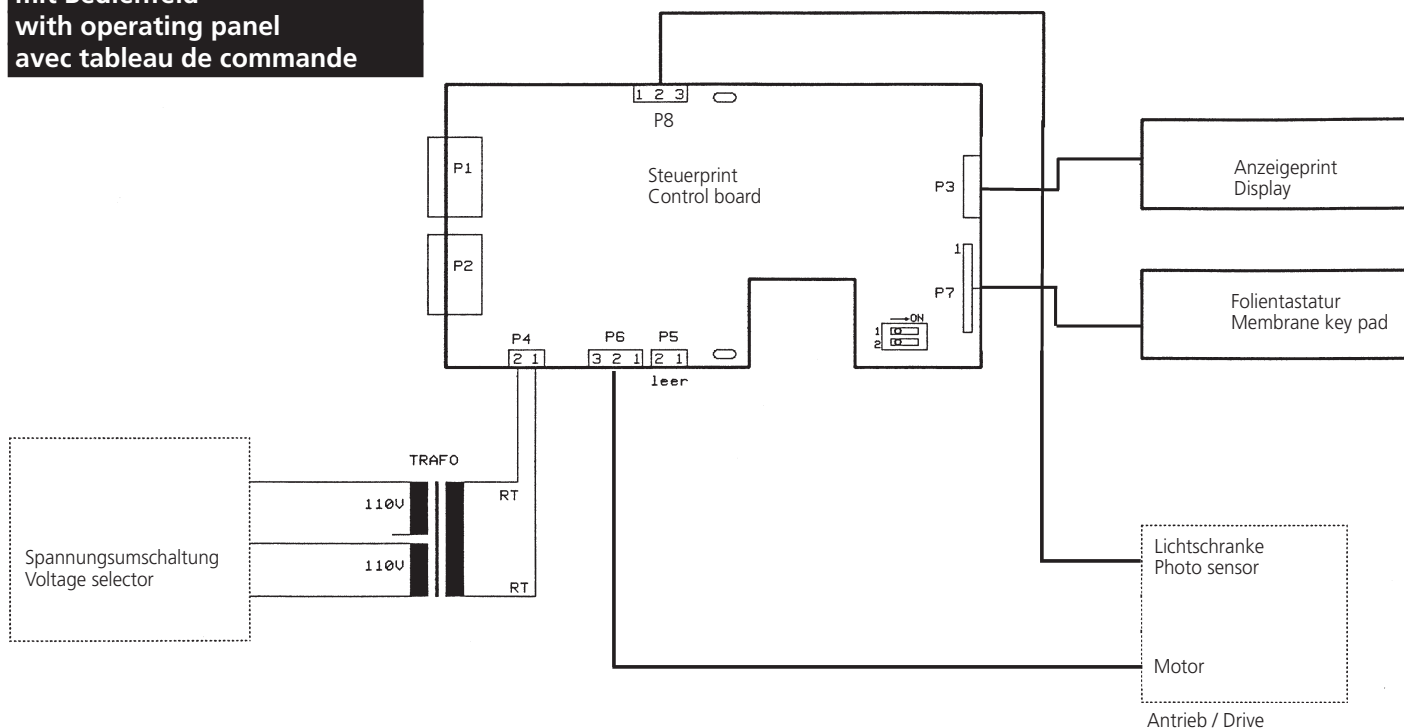 with operating panel
avec tableau de commande
1 2 3
P8
P1
Steuerprint
Control board
P3
Anzeigeprint
Display
P2
1
P7
Folientastatur
Membrane key pad
→ON
1
2
P4
P6
P5
2 1
3 2 1
2 1
leer
TRAFO
110V
RT
Spannungsumschaltung
Voltage selector
110V
RT
Lichtschranke
Photo sensor
Motor
Antrieb / Drive